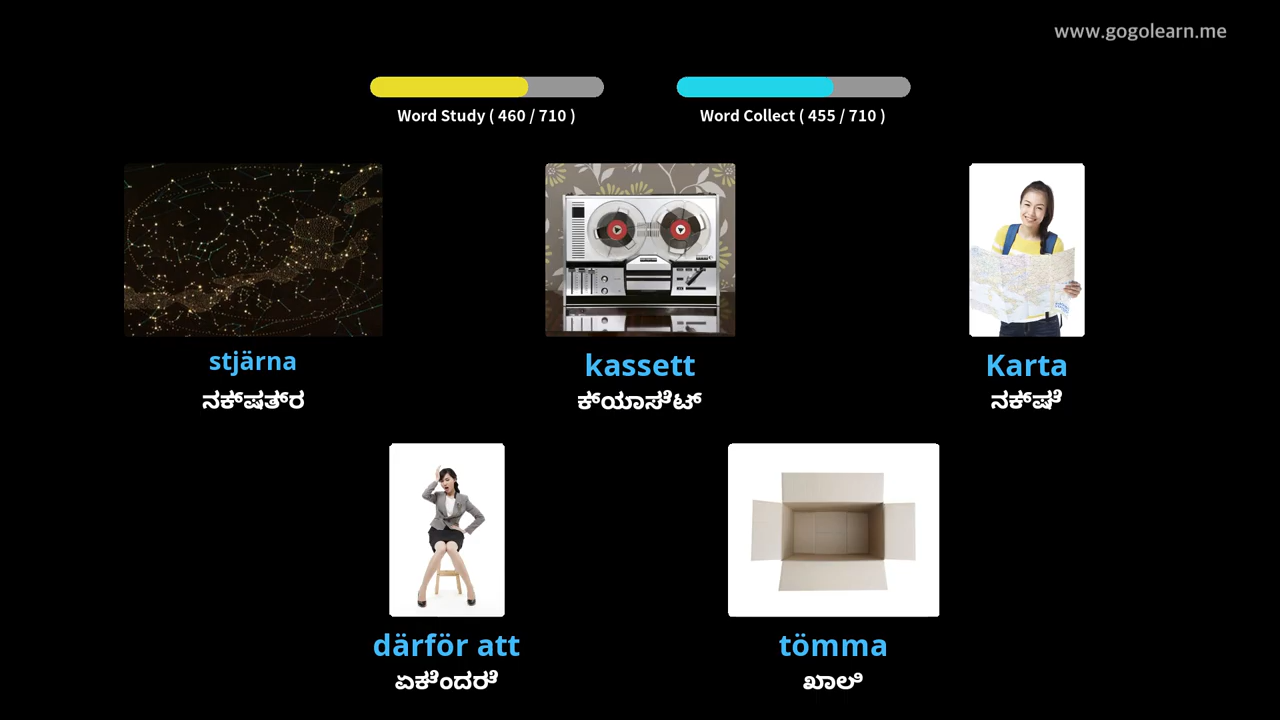 www.gogolearn.me
Word Study ( 460 / 710 )
Word Collect ( 455 / 710 )
stjärna
ನಕ್ಷತ್ರ
kassett
ಕ್ಯಾಸೆಟ್
Karta
ನಕ್ಷೆ
därför att
ಏಕೆಂದರೆ
tömma
ಖಾಲಿ